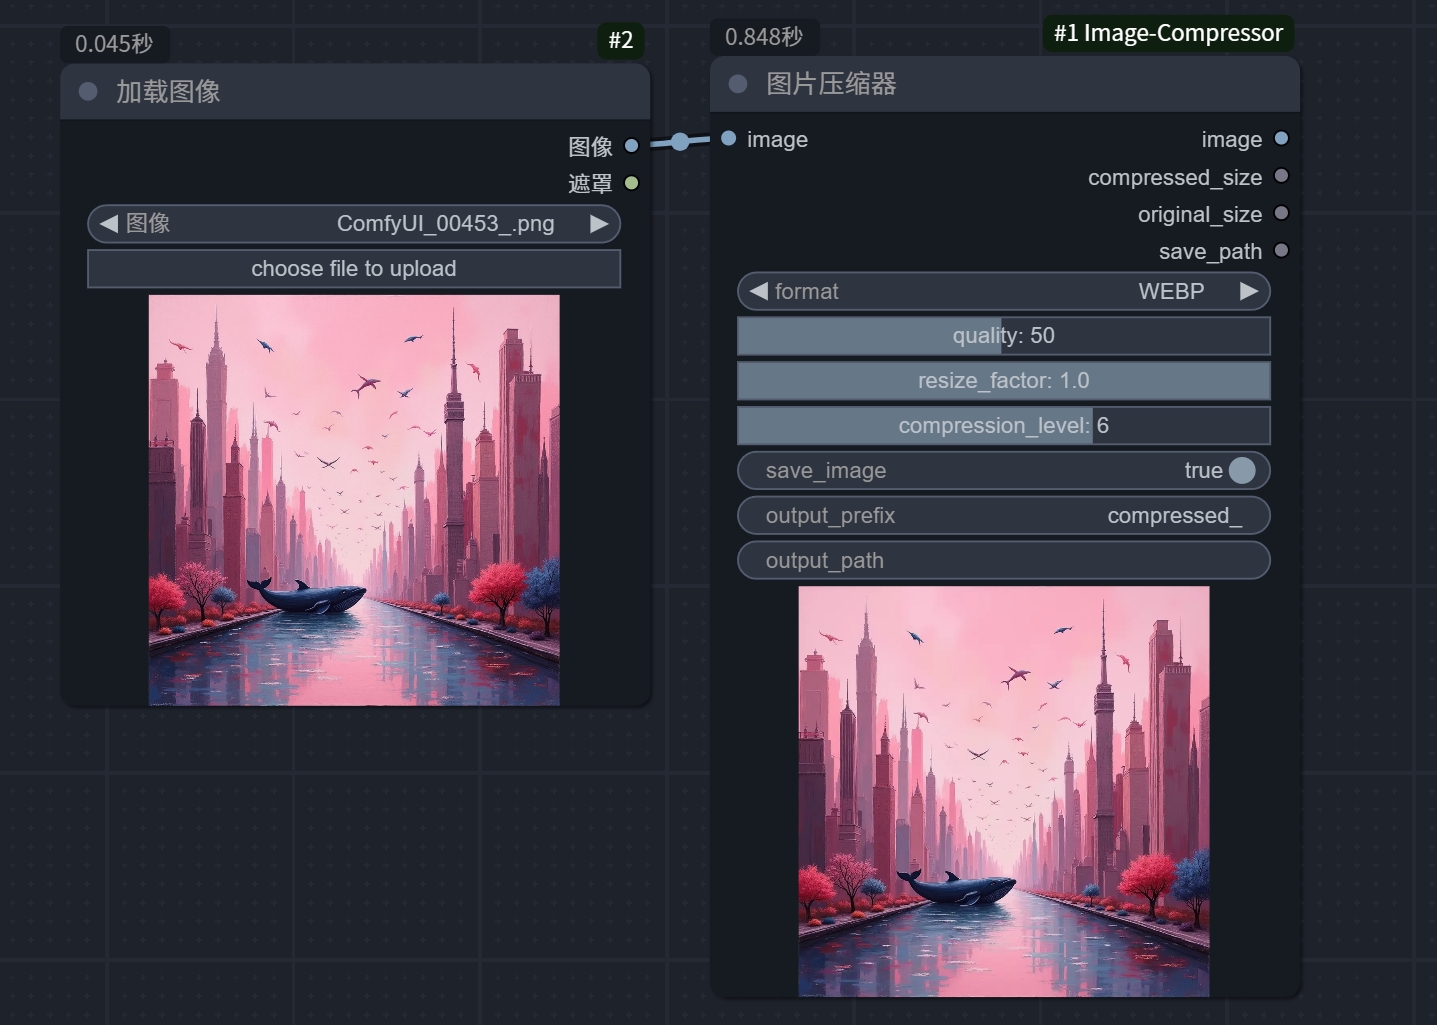 0.045秒
#2
加载图像
图像
遮罩
图像 ComfyUI_00453_.png
choose file to upload
0.848秒
#1 Image-Compressor
图片压缩器
image
image
compressed_size
original_size
save_path
format WEBP
quality: 50
resize_factor: 1.0
compression_level: 6
save_image true
output_prefix compressed_
output_path